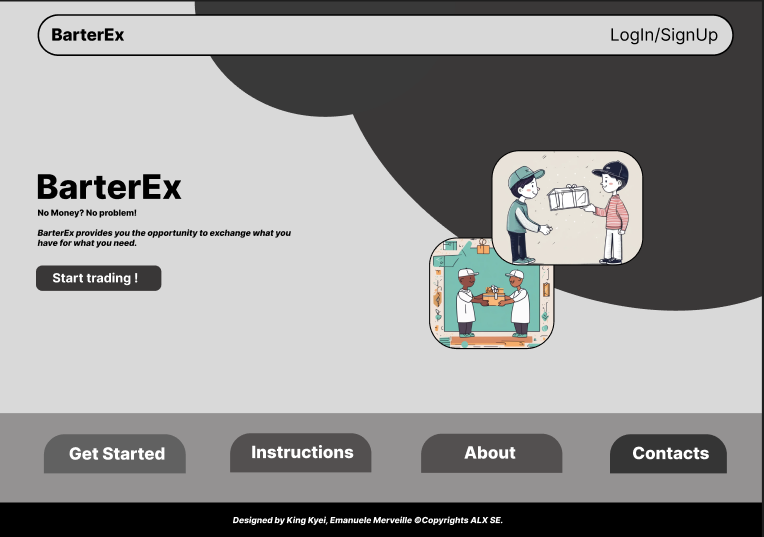 BarterEx
LogIn/SignUp
BarterEx
No Money? No problem!
BarterEx provides you the opportunity to exchange what you
have for what you need.
Start trading !
Get Started
Instructions
About
Contacts
Designed by King Kyei, Emanuele Merveille ©Copyrights ALX SE.